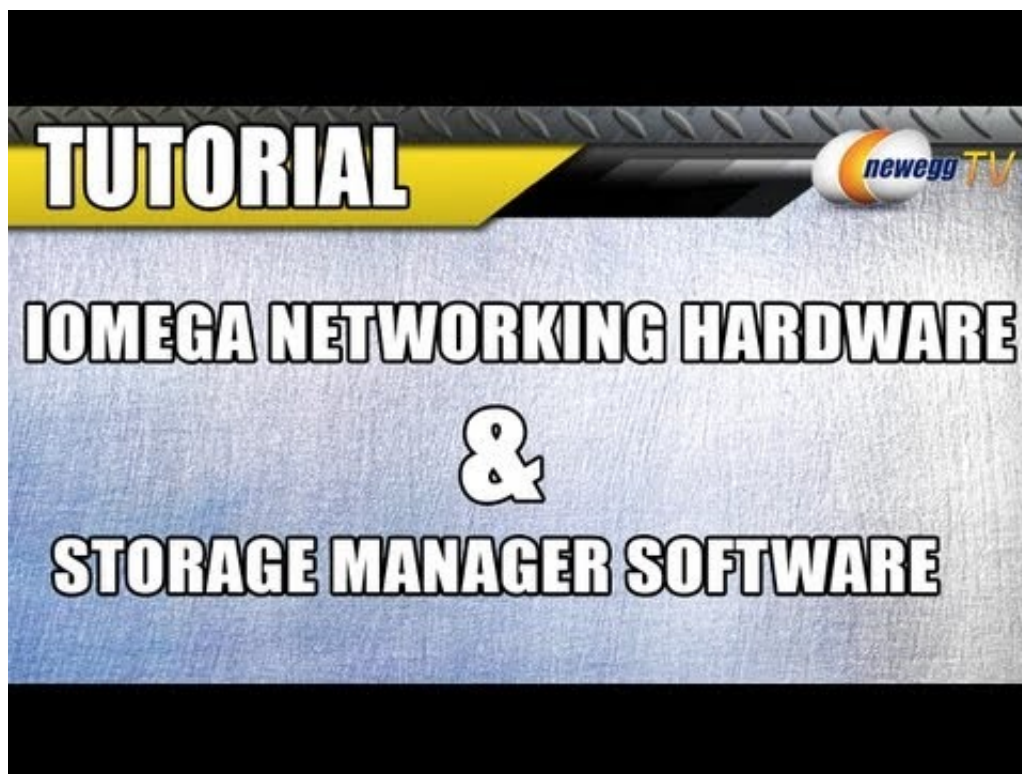 TUTORIAL
newegg TV
IOMEGA NETWORKING HARDWARE
&
STORAGE MANAGER SOFTWARE